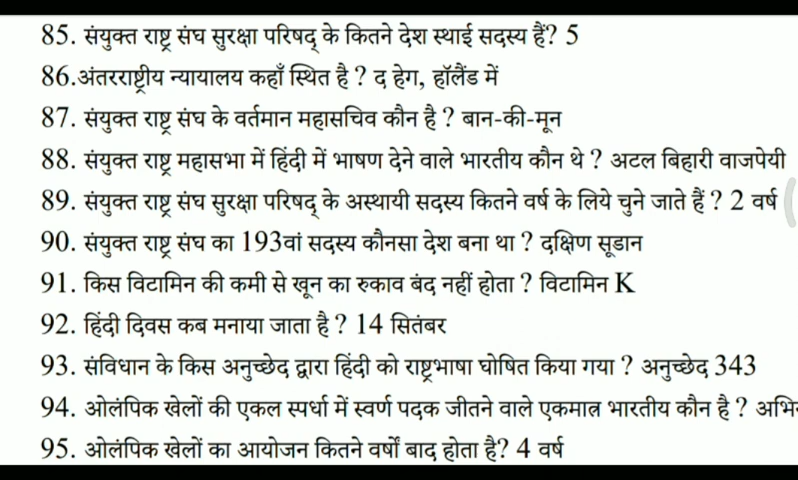 85. संयुक्त राष्ट्र संघ सुरक्षा परिषद् के कितने देश स्थाई सदस्य हैं? 5
86.अंतरराष्ट्रीय न्यायालय कहाँ स्थित है ? द हेग, हॉलैंड में
87. संयुक्त राष्ट्र संघ के वर्तमान महासचिव कौन है ? बान-की-मून
88. संयुक्त राष्ट्र महासभा में हिंदी में भाषण देने वाले भारतीय कौन थे ? अटल बिहारी वाजपेयी
89. संयुक्त राष्ट्र संघ सुरक्षा परिषद् के अस्थायी सदस्य कितने वर्ष के लिये चुने जाते हैं ? 2 वर्ष
90. संयुक्त राष्ट्र संघ का 193वां सदस्य कौनसा देश बना था ? दक्षिण सूडान
91. किस विटामिन की कमी से खून का रुकाव बंद नहीं होता ? विटामिन K
92. हिंदी दिवस कब मनाया जाता है ? 14 सितंबर
93. संविधान के किस अनुच्छेद द्वारा हिंदी को राष्ट्रभाषा घोषित किया गया ? अनुच्छेद 343
94. ओलंपिक खेलों की एकल स्पर्धा में स्वर्ण पदक जीतने वाले एकमात्र भारतीय कौन है ? अभि
95. ओलंपिक खेलों का आयोजन कितने वर्षों बाद होता है? 4 वर्ष